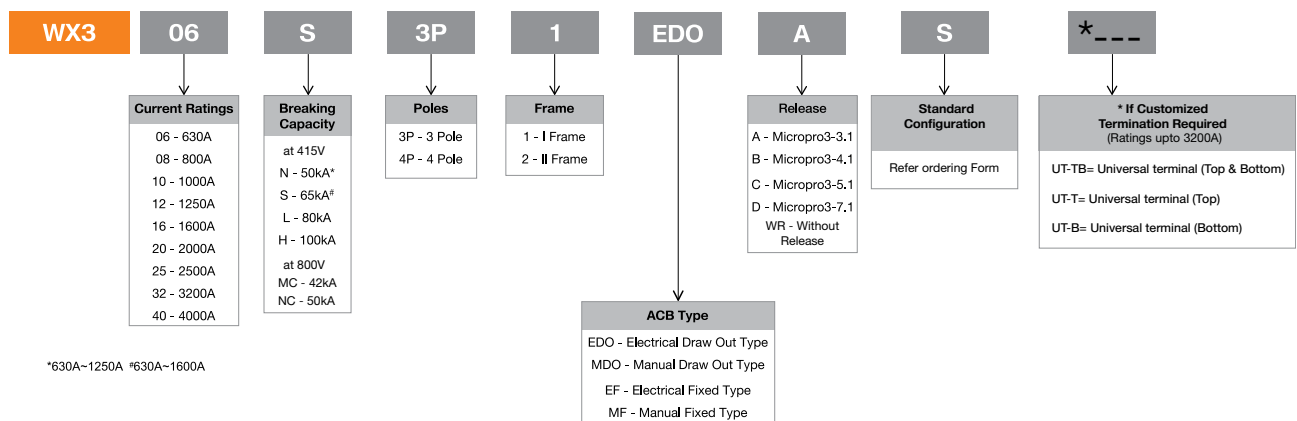 WX3 06 S 3P 1 EDO A S *___
Current Ratings
06 - 630A
08 - 800A
10 - 1000A
12 - 1250A
16 - 1600A
20 - 2000A
25 - 2500A
32 - 3200A
40 - 4000A
Breaking
Capacity
at 415V
N - 50kA*
S - 65kA#
L - 80kA
H - 100kA
at 800V
MC - 42kA
NC - 50kA
Poles
3P - 3 Pole
4P - 4 Pole
Frame
1 - I Frame
2 - II Frame
ACB Type
EDO - Electrical Draw Out Type
MDO - Manual Draw Out Type
EF - Electrical Fixed Type
MF - Manual Fixed Type
Release
A - Micropro3-3.1
B - Micropro3-4.1
C - Micropro3-5.1
D - Micropro3-7.1
WR - Without
Release
Standard
Configuration
Refer ordering Form
* If Customized
Termination Required
(Ratings upto 3200A)
UT-TB= Universal terminal (Top & Bottom)
UT-T= Universal terminal (Top)
UT-B= Universal terminal (Bottom)
*630A~1250A #630A~1600A